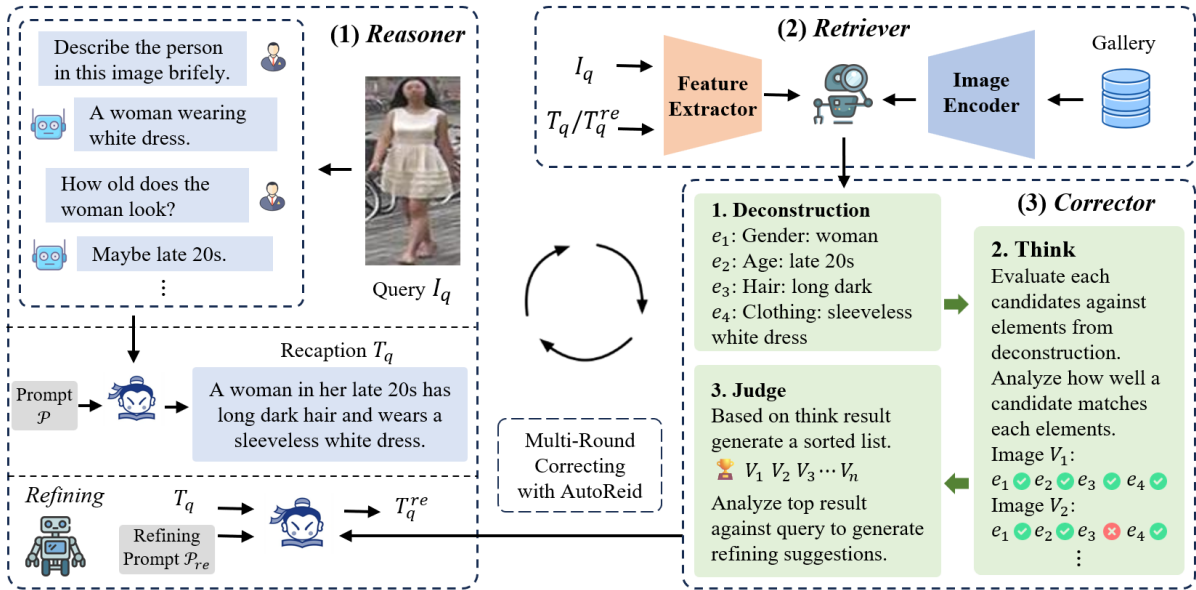 (1) Reasoner
Describe the person
in this image brifely.
A woman wearing
white dress.
How old does the
woman look?
Maybe late 20s.
⋮
Query I_q
Recaption T_q
Prompt
𝒫
A woman in her late 20s has
long dark hair and wears a
sleeveless white dress.
Refining
T_q
Refining
Prompt 𝒫_re
T_q^re
(2) Retriever
I_q
T_q/T_q^re
Feature
Extractor
Image
Encoder
Gallery
Multi-Round
Correcting
with AutoReid
(3) Corrector
1. Deconstruction
e_1: Gender: woman
e_2: Age: late 20s
e_3: Hair: long dark
e_4: Clothing: sleeveless
white dress
2. Think
Evaluate each
candidates against
elements from
deconstruction.
Analyze how well a
candidate matches
each elements.
Image V_1:
e_1 ✓ e_2 ✓ e_3 ✓ e_4 ✓
Image V_2:
e_1 ✓ e_2 ✓ e_3 ✗ e_4 ✓
⋮
3. Judge
Based on think result
generate a sorted list.
V_1 V_2 V_3 ⋯ V_n
Analyze top result
against query to generate
refining suggestions.